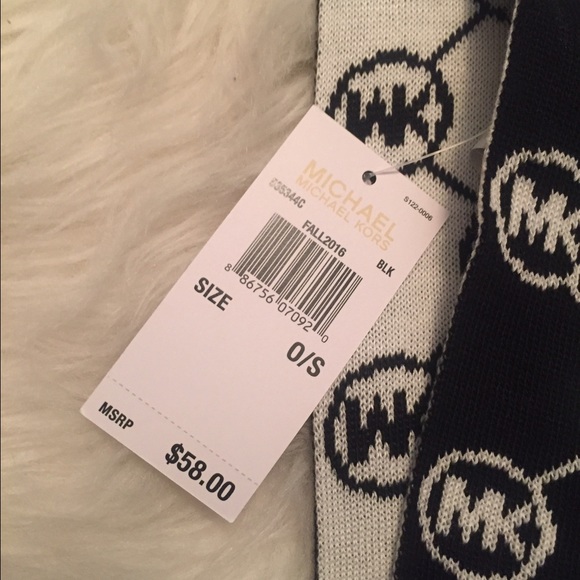 MICHAEL
MICHAEL KORS
S122-0006
535344C
FALL2016
BLK
8 86756 07092 0
SIZE
O/S
MSRP
$58.00
MK
MK
MK
MK